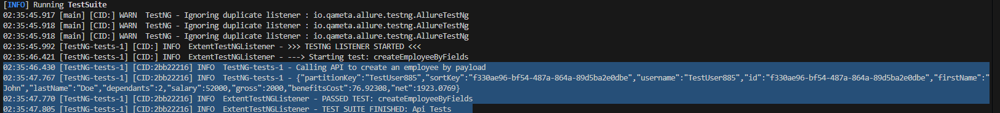 [INFO] Running TestSuite
02:35:45.917 [main] [CID:] WARN  TestNG - Ignoring duplicate listener : io.qameta.allure.testng.AllureTestNg
02:35:45.918 [main] [CID:] WARN  TestNG - Ignoring duplicate listener : io.qameta.allure.testng.AllureTestNg
02:35:45.918 [main] [CID:] WARN  TestNG - Ignoring duplicate listener : io.qameta.allure.testng.AllureTestNg
02:35:45.992 [TestNG-tests-1] [CID:] INFO  ExtentTestNGListener - >>> TESTNG LISTENER STARTED <<<
02:35:46.421 [TestNG-tests-1] [CID:] INFO  ExtentTestNGListener - ---> Starting test: createEmployeeByFields
02:35:46.430 [TestNG-tests-1] [CID:2bb22216] INFO  TestNG-tests-1 - Calling API to create an employee by payload
02:35:47.767 [TestNG-tests-1] [CID:2bb22216] INFO  TestNG-tests-1 - {"partitionKey":"TestUser885","sortKey":"f330ae96-bf54-487a-864a-89d5ba2e0dbe","username":"TestUser885","id":"f330ae96-bf54-487a-864a-89d5ba2e0dbe","firstName":"
John","lastName":"Doe","dependants":2,"salary":52000,"gross":2000,"benefitsCost":76.92308,"net":1923.0769}
02:35:47.770 [TestNG-tests-1] [CID:2bb22216] INFO  ExtentTestNGListener - PASSED TEST: createEmployeeByFields
02:35:47.805 [TestNG-tests-1] [CID:2bb22216] INFO  ExtentTestNGListener - TEST SUITE FINISHED: Api Tests